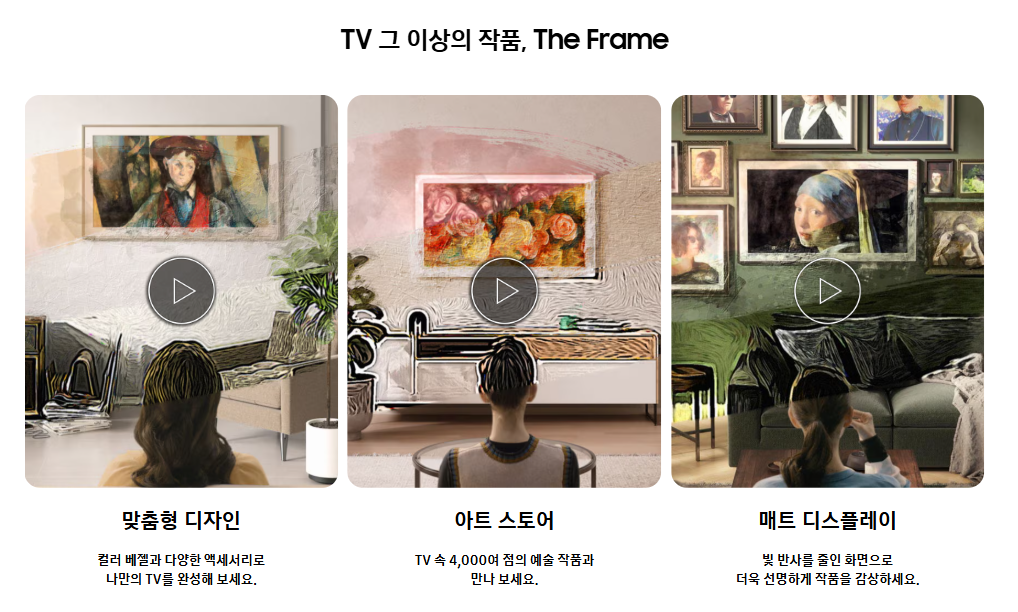 TV 그 이상의 작품, The Frame
맞춤형 디자인
컬러 베젤과 다양한 액세서리로
나만의 TV를 완성해 보세요.
아트 스토어
TV 속 4,000여 점의 예술 작품과
만나 보세요.
매트 디스플레이
빛 반사를 줄인 화면으로
더욱 선명하게 작품을 감상하세요.